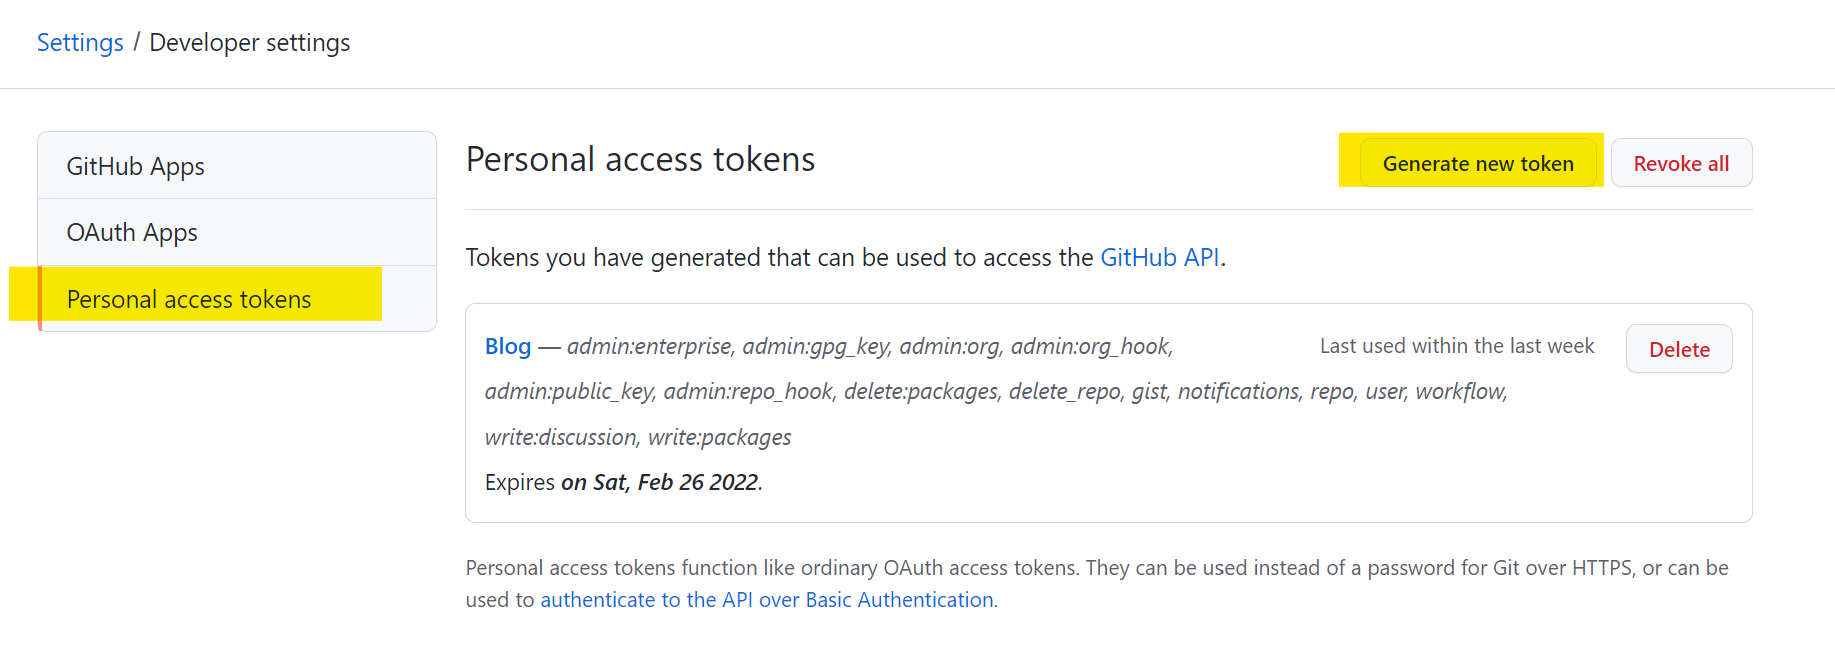 Settings / Developer settings
GitHub Apps
OAuth Apps
Personal access tokens
Personal access tokens
Generate new token
Revoke all
Tokens you have generated that can be used to access the GitHub API.
Blog — admin:enterprise, admin:gpg_key, admin:org, admin:org_hook,
Last used within the last week
Delete
admin:public_key, admin:repo_hook, delete:packages, delete_repo, gist, notifications, repo, user, workflow,
write:discussion, write:packages
Expires on Sat, Feb 26 2022.
Personal access tokens function like ordinary OAuth access tokens. They can be used instead of a password for Git over HTTPS, or can be
used to authenticate to the API over Basic Authentication.